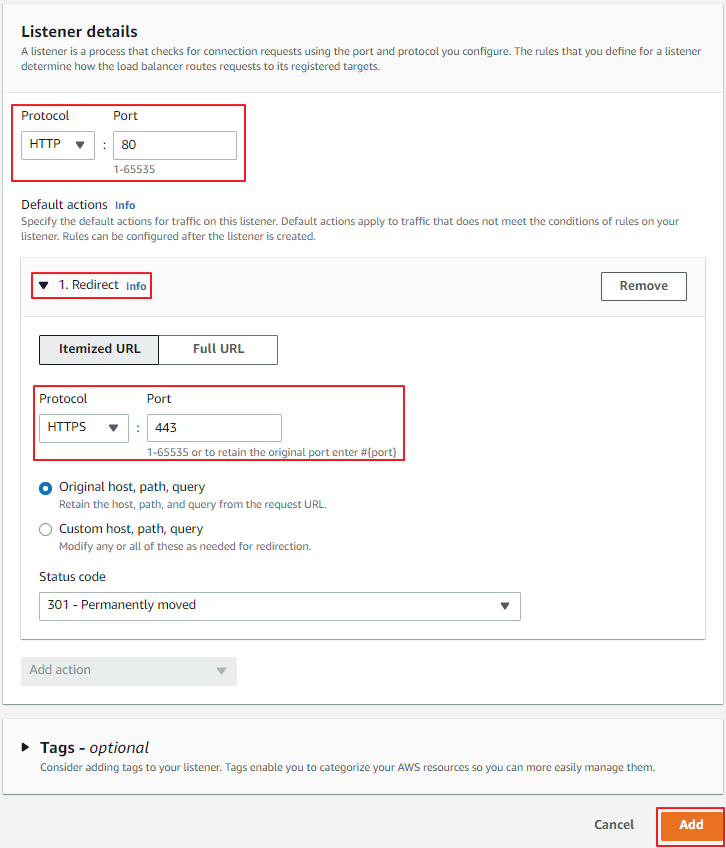 Listener details
A listener is a process that checks for connection requests using the port and protocol you configure. The rules that you define for a listener
determine how the load balancer routes requests to its registered targets.
Protocol Port
HTTP : 80
1-65535
Default actions Info
Specify the default actions for traffic on this listener. Default actions apply to traffic that does not meet the conditions of rules on your
listener. Rules can be configured after the listener is created.
1. Redirect Info Remove
Itemized URL Full URL
Protocol Port
HTTPS : 443
1-65535 or to retain the original port enter #{port}
Original host, path, query
Retain the host, path, and query from the request URL.
Custom host, path, query
Modify any or all of these as needed for redirection.
Status code
301 - Permanently moved
Add action
Tags - optional
Consider adding tags to your listener. Tags enable you to categorize your AWS resources so you can more easily manage them.
Cancel Add